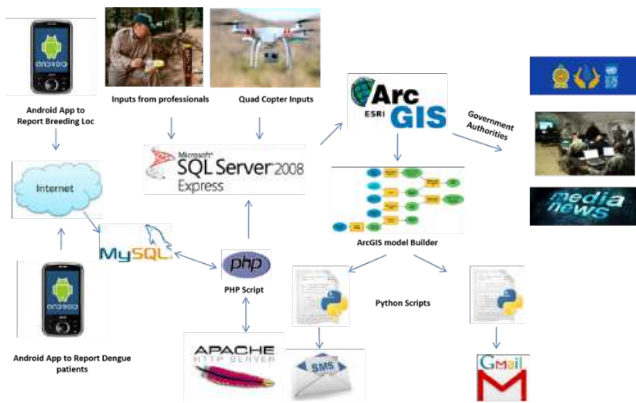 ANDROID
Android App to
Report Breeding Loc
Inputs from professionals
Quad Copter Inputs
Arc
ESRI
GIS
Government
Authorities
Internet
Microsoft
SQL Server 2008
Express
media
news
ArcGIS model Builder
MySQL
php
PHP Script
Python Scripts
ANDROID
Android App to Report Dengue
patients
APACHE
HTTP SERVER
SMS
Gmail